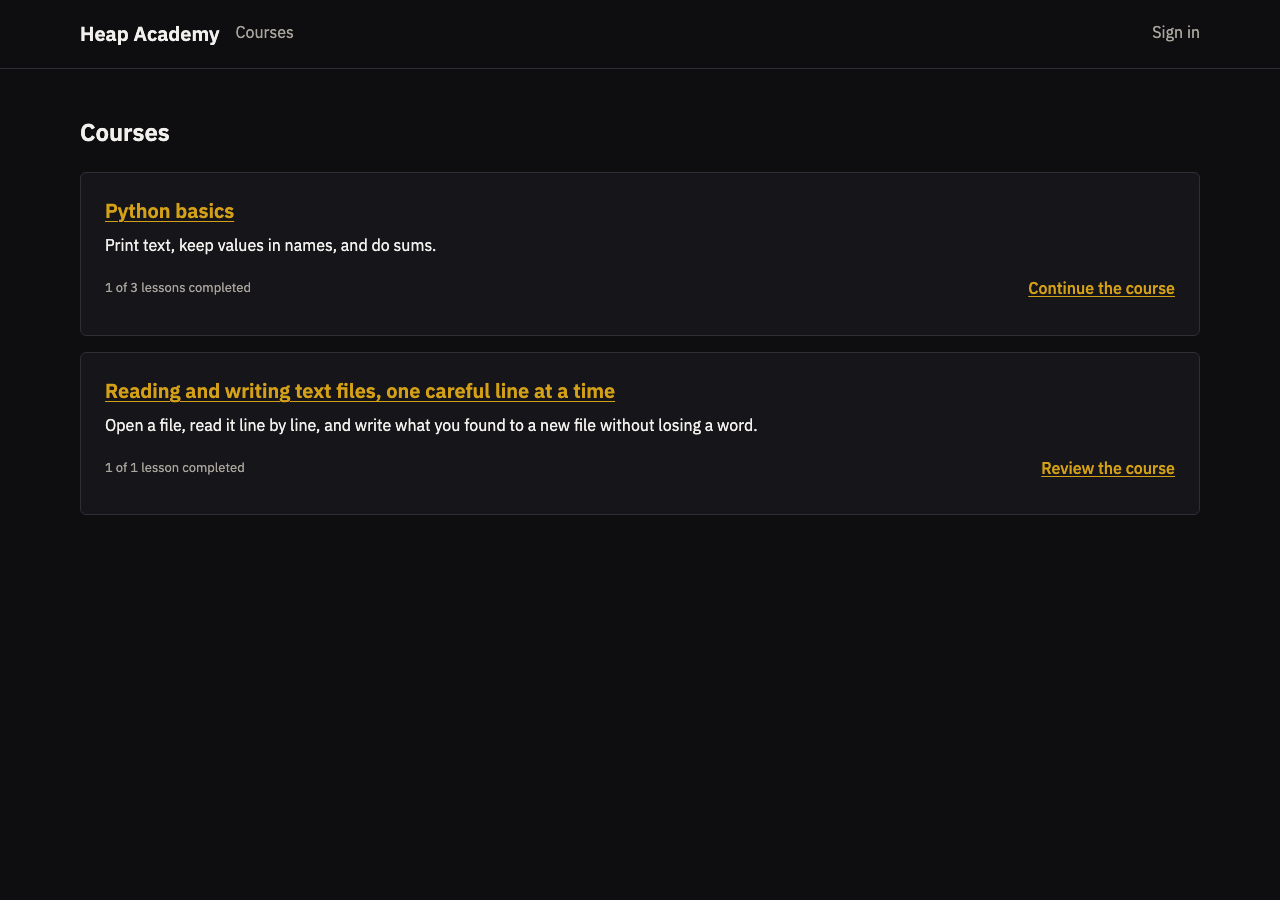 Heap Academy Courses Sign in
Courses
Python basics
Print text, keep values in names, and do sums.
1 of 3 lessons completed Continue the course
Reading and writing text files, one careful line at a time
Open a file, read it line by line, and write what you found to a new file without losing a word.
1 of 1 lesson completed Review the course